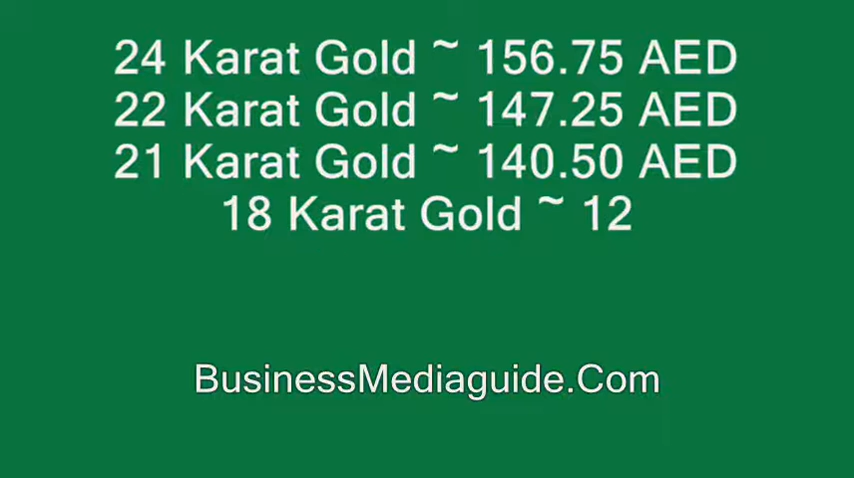 24 Karat Gold ~ 156.75 AED
22 Karat Gold ~ 147.25 AED
21 Karat Gold ~ 140.50 AED
18 Karat Gold ~ 12
BusinessMediaguide.Com